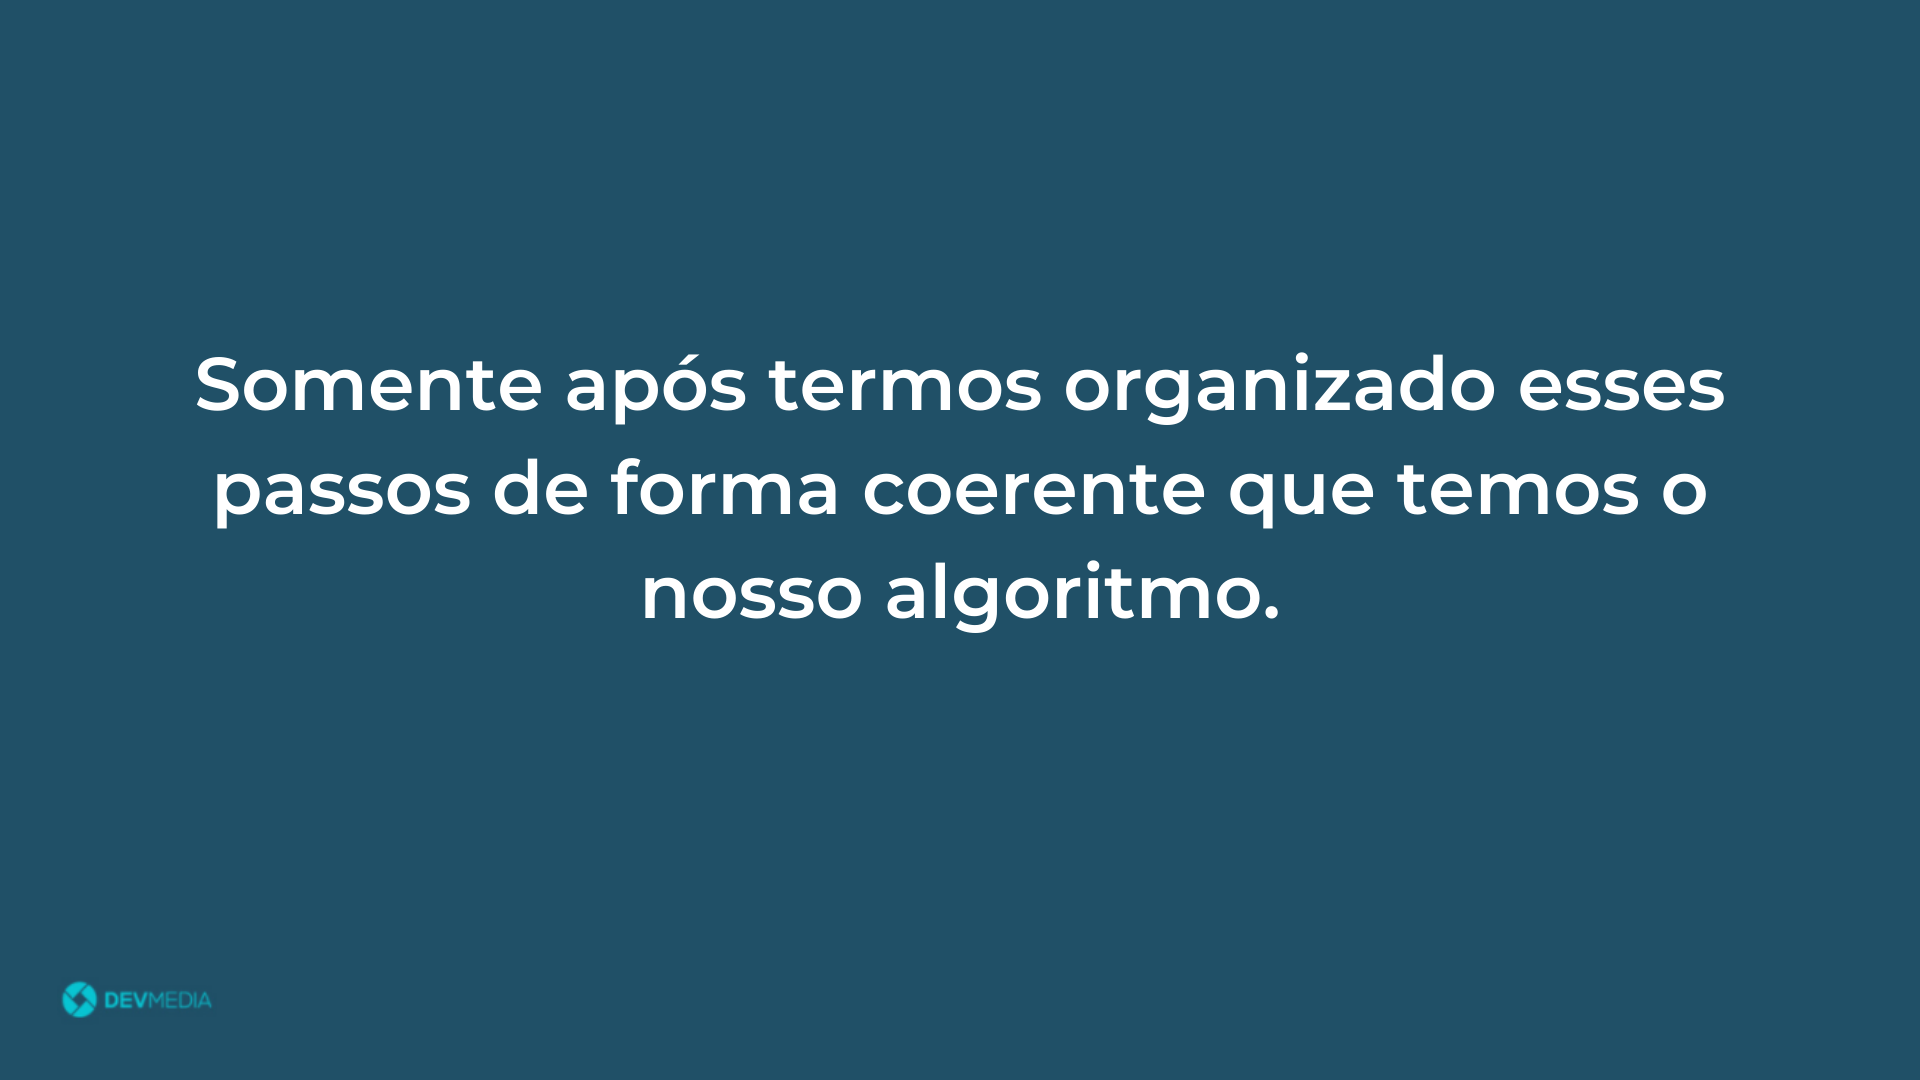 Somente após termos organizado esses
passos de forma coerente que temos o
nosso algoritmo.
DEVMEDIA